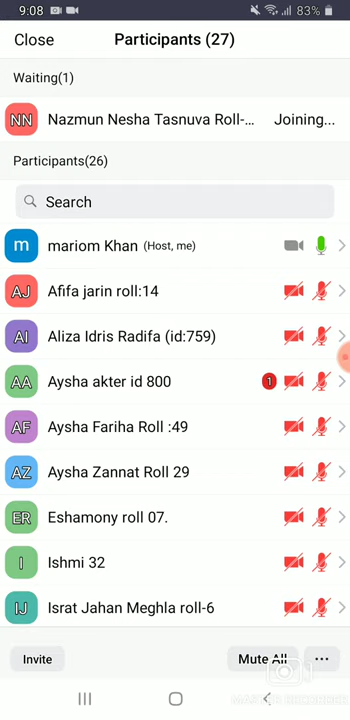 9:08 83%
Close Participants (27)
Waiting(1)
NN Nazmun Nesha Tasnuva Roll-... Joining...
Participants(26)
Search
m mariom Khan (Host, me)
AJ Afifa jarin roll:14
AI Aliza Idris Radifa (id:759)
AA Aysha akter id 800 1
AF Aysha Fariha Roll :49
AZ Aysha Zannat Roll 29
ER Eshamony roll 07.
I Ishmi 32
IJ Israt Jahan Meghla roll-6
Invite Mute All ...